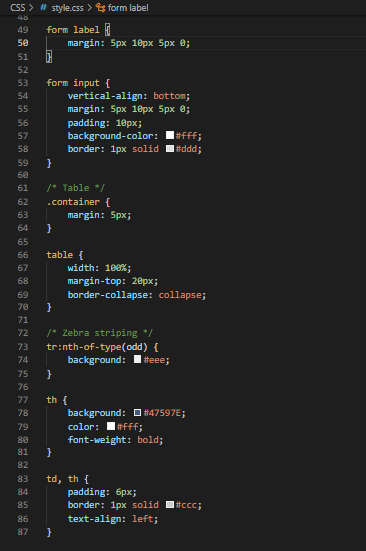 CSS > # style.css > form label
48
49 form label {
50     margin: 5px 10px 5px 0;
51 }
52
53 form input {
54     vertical-align: bottom;
55     margin: 5px 10px 5px 0;
56     padding: 10px;
57     background-color: #fff;
58     border: 1px solid #ddd;
59 }
60
61 /* Table */
62 .container {
63     margin: 5px;
64 }
65
66 table {
67     width: 100%;
68     margin-top: 20px;
69     border-collapse: collapse;
70 }
71
72 /* Zebra striping */
73 tr:nth-of-type(odd) {
74     background: #eee;
75 }
76
77 th {
78     background: #47597E;
79     color: #fff;
80     font-weight: bold;
81 }
82
83 td, th {
84     padding: 6px;
85     border: 1px solid #ccc;
86     text-align: left;
87 }